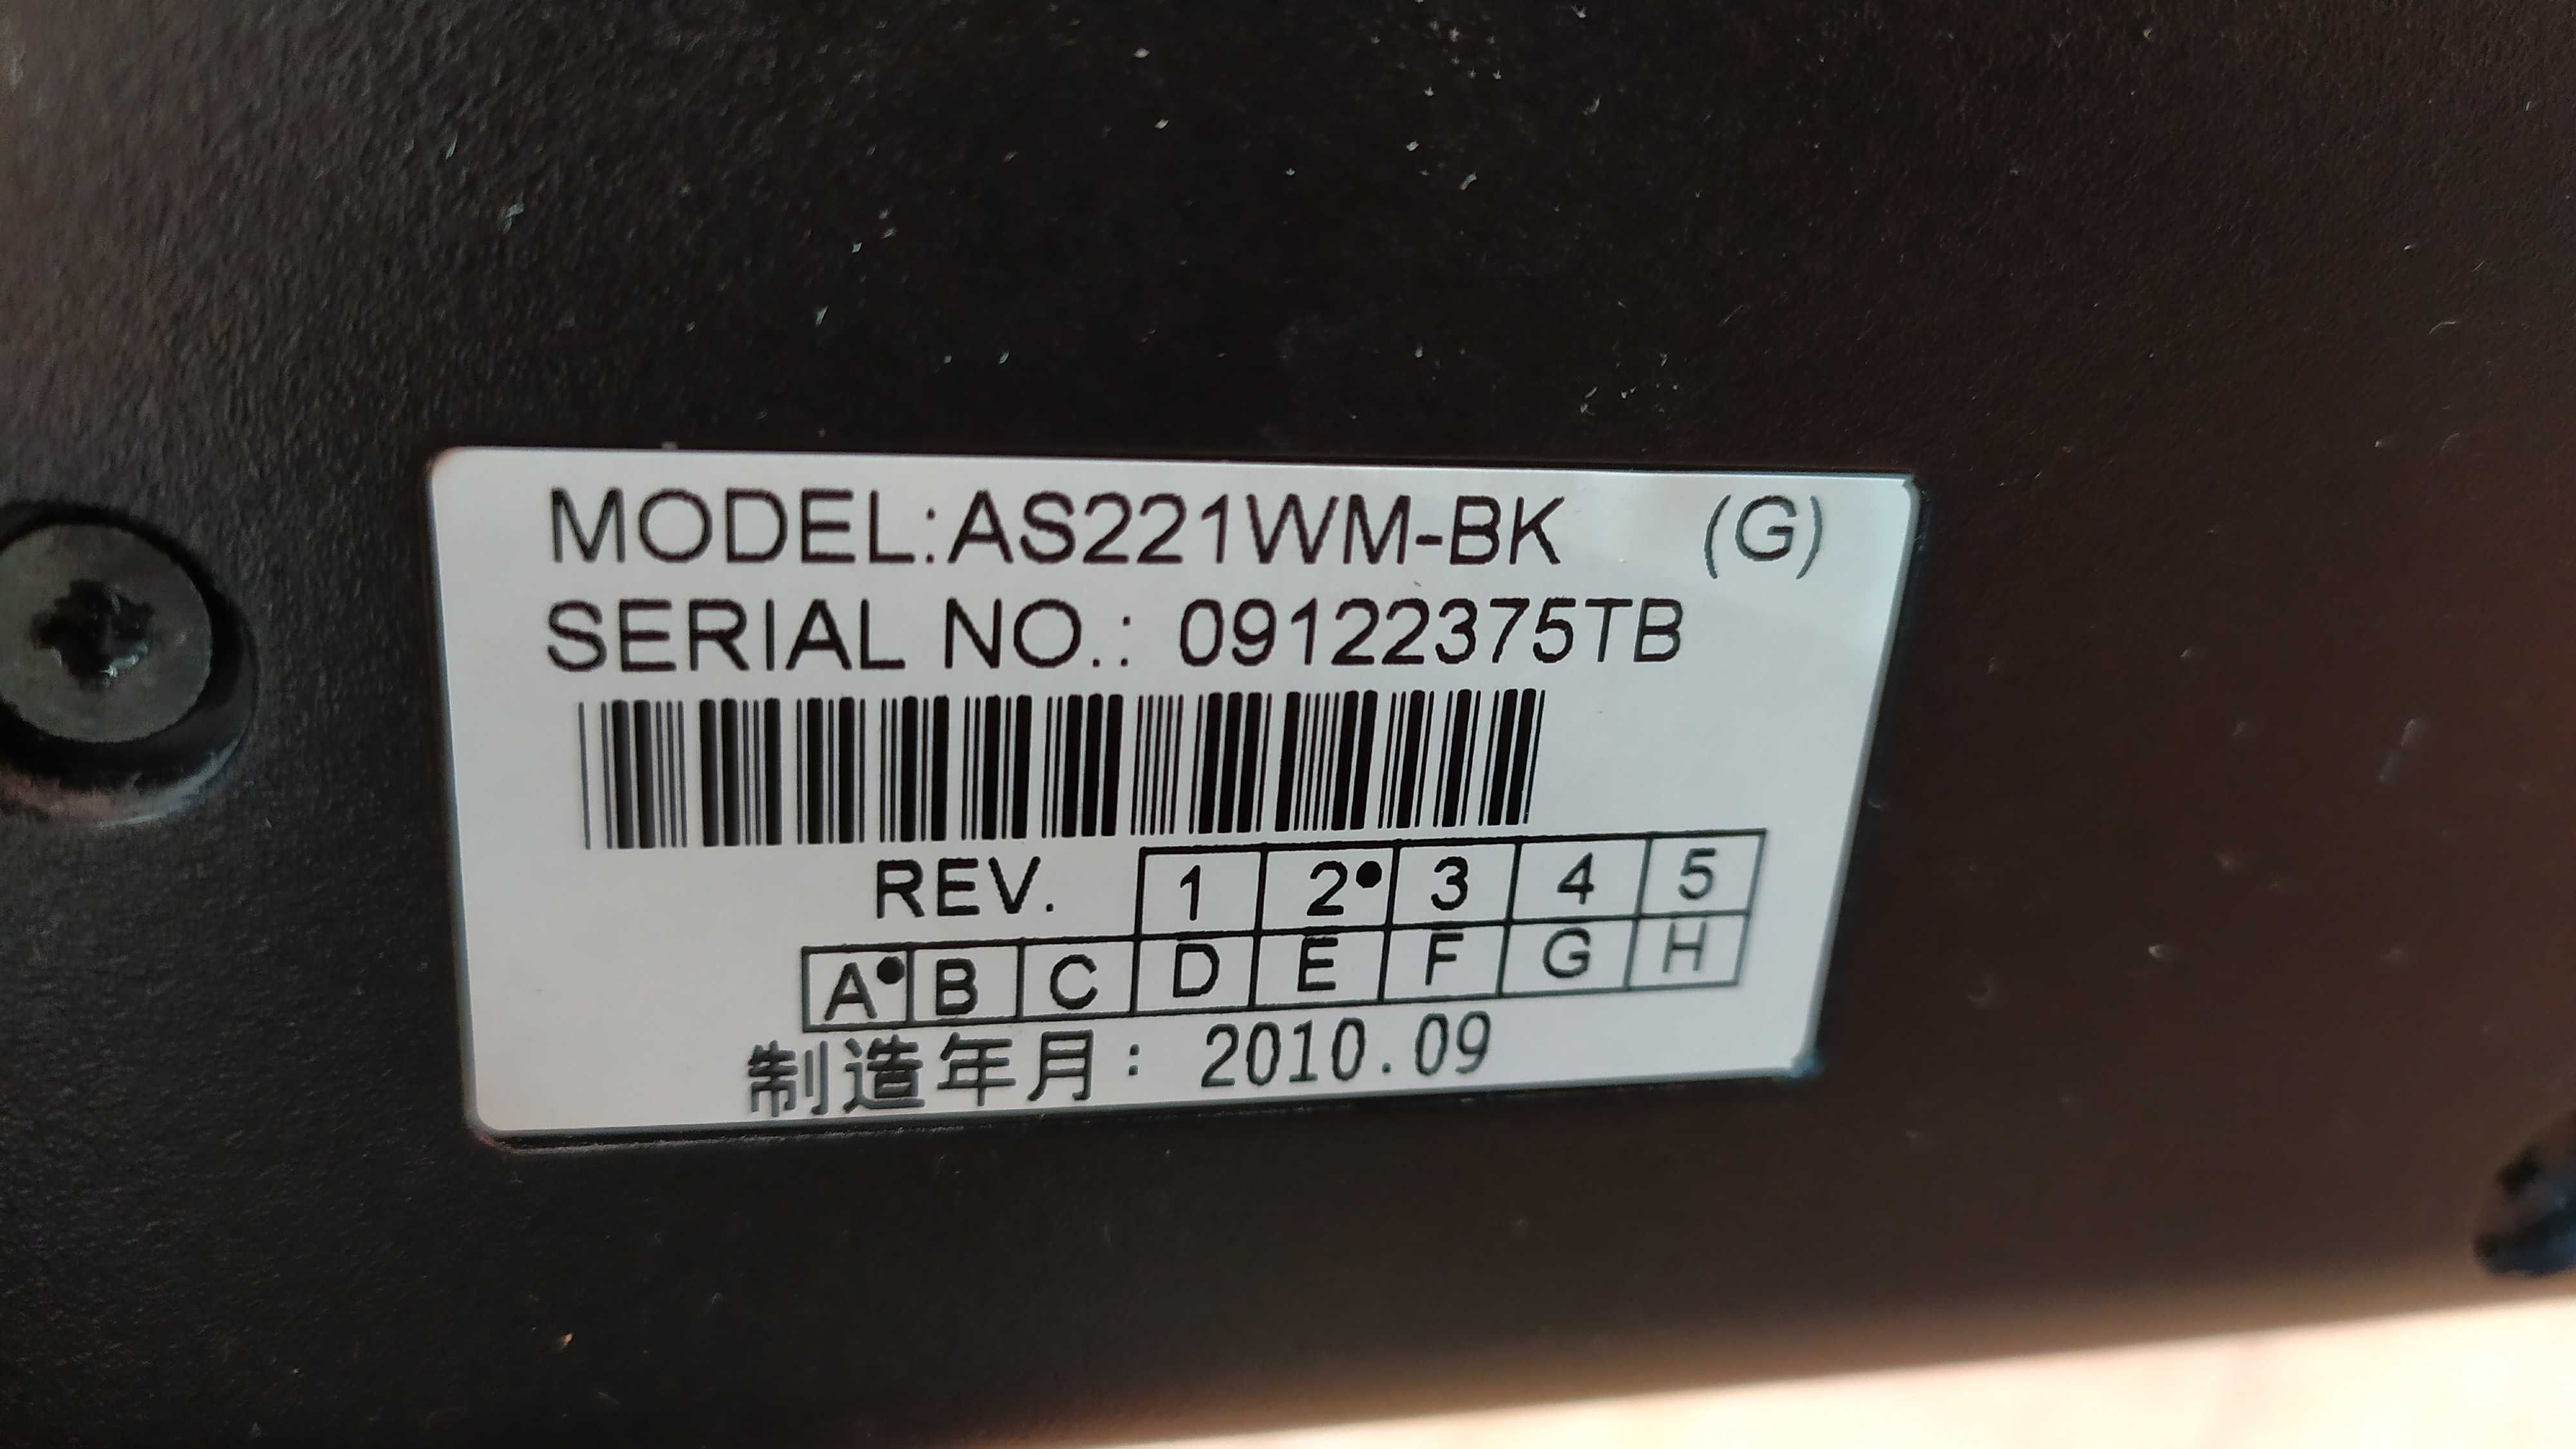 MODEL:AS221WM-BK (G)
SERIAL NO.: 09122375TB
REV. 1 2• 3 4 5
A• B C D E F G H
制造年月: 2010.09